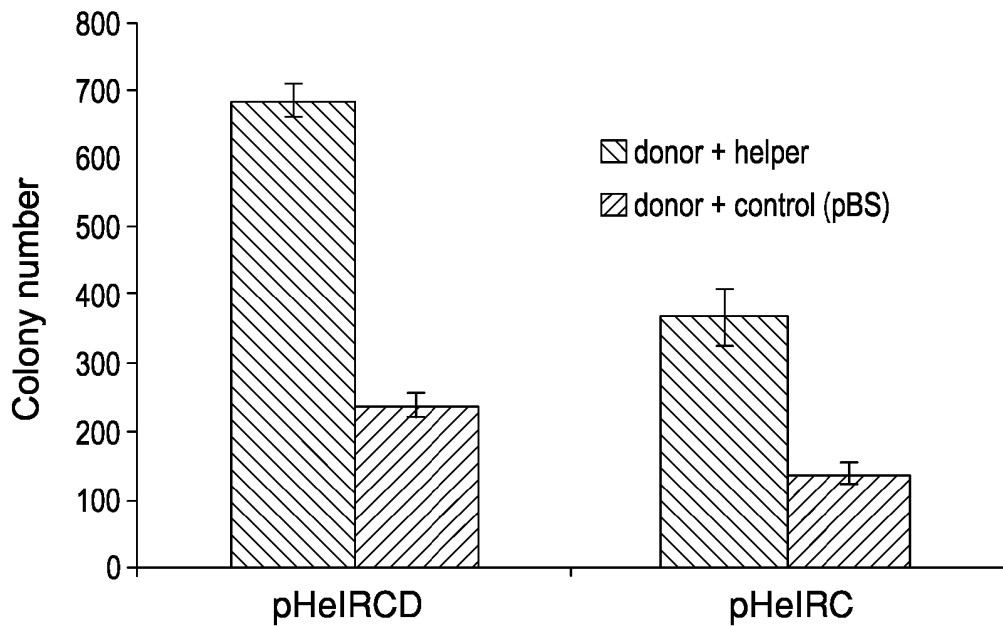 Colony number
800
700
600
500
400
300
200
100
0
donor + helper
donor + control (pBS)
pHelRCD
pHelRC